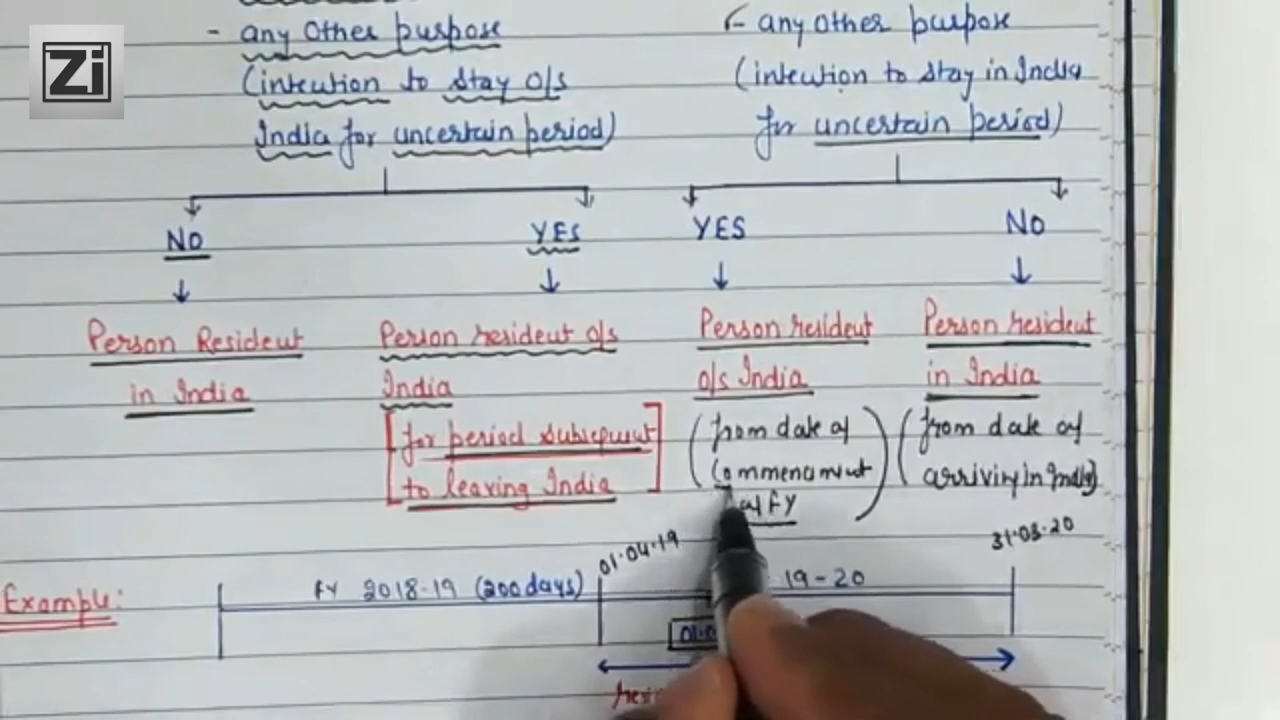 Zi
- any Other purpose
(intention to stay o/s
India for uncertain period)
- any other purpose
(intention to stay in India
for uncertain period)
NO
YES
YES
NO
Person Resident
in India
Person resident o/s
India
[for period subsequent
to leaving India]
Person resident
o/s India
(from date of
Commencement
of FY)
Person resident
in India
(from date of
arriving in India)
Example:
FY 2018-19 (200 days)
01.04.19
19-20
31.03.20